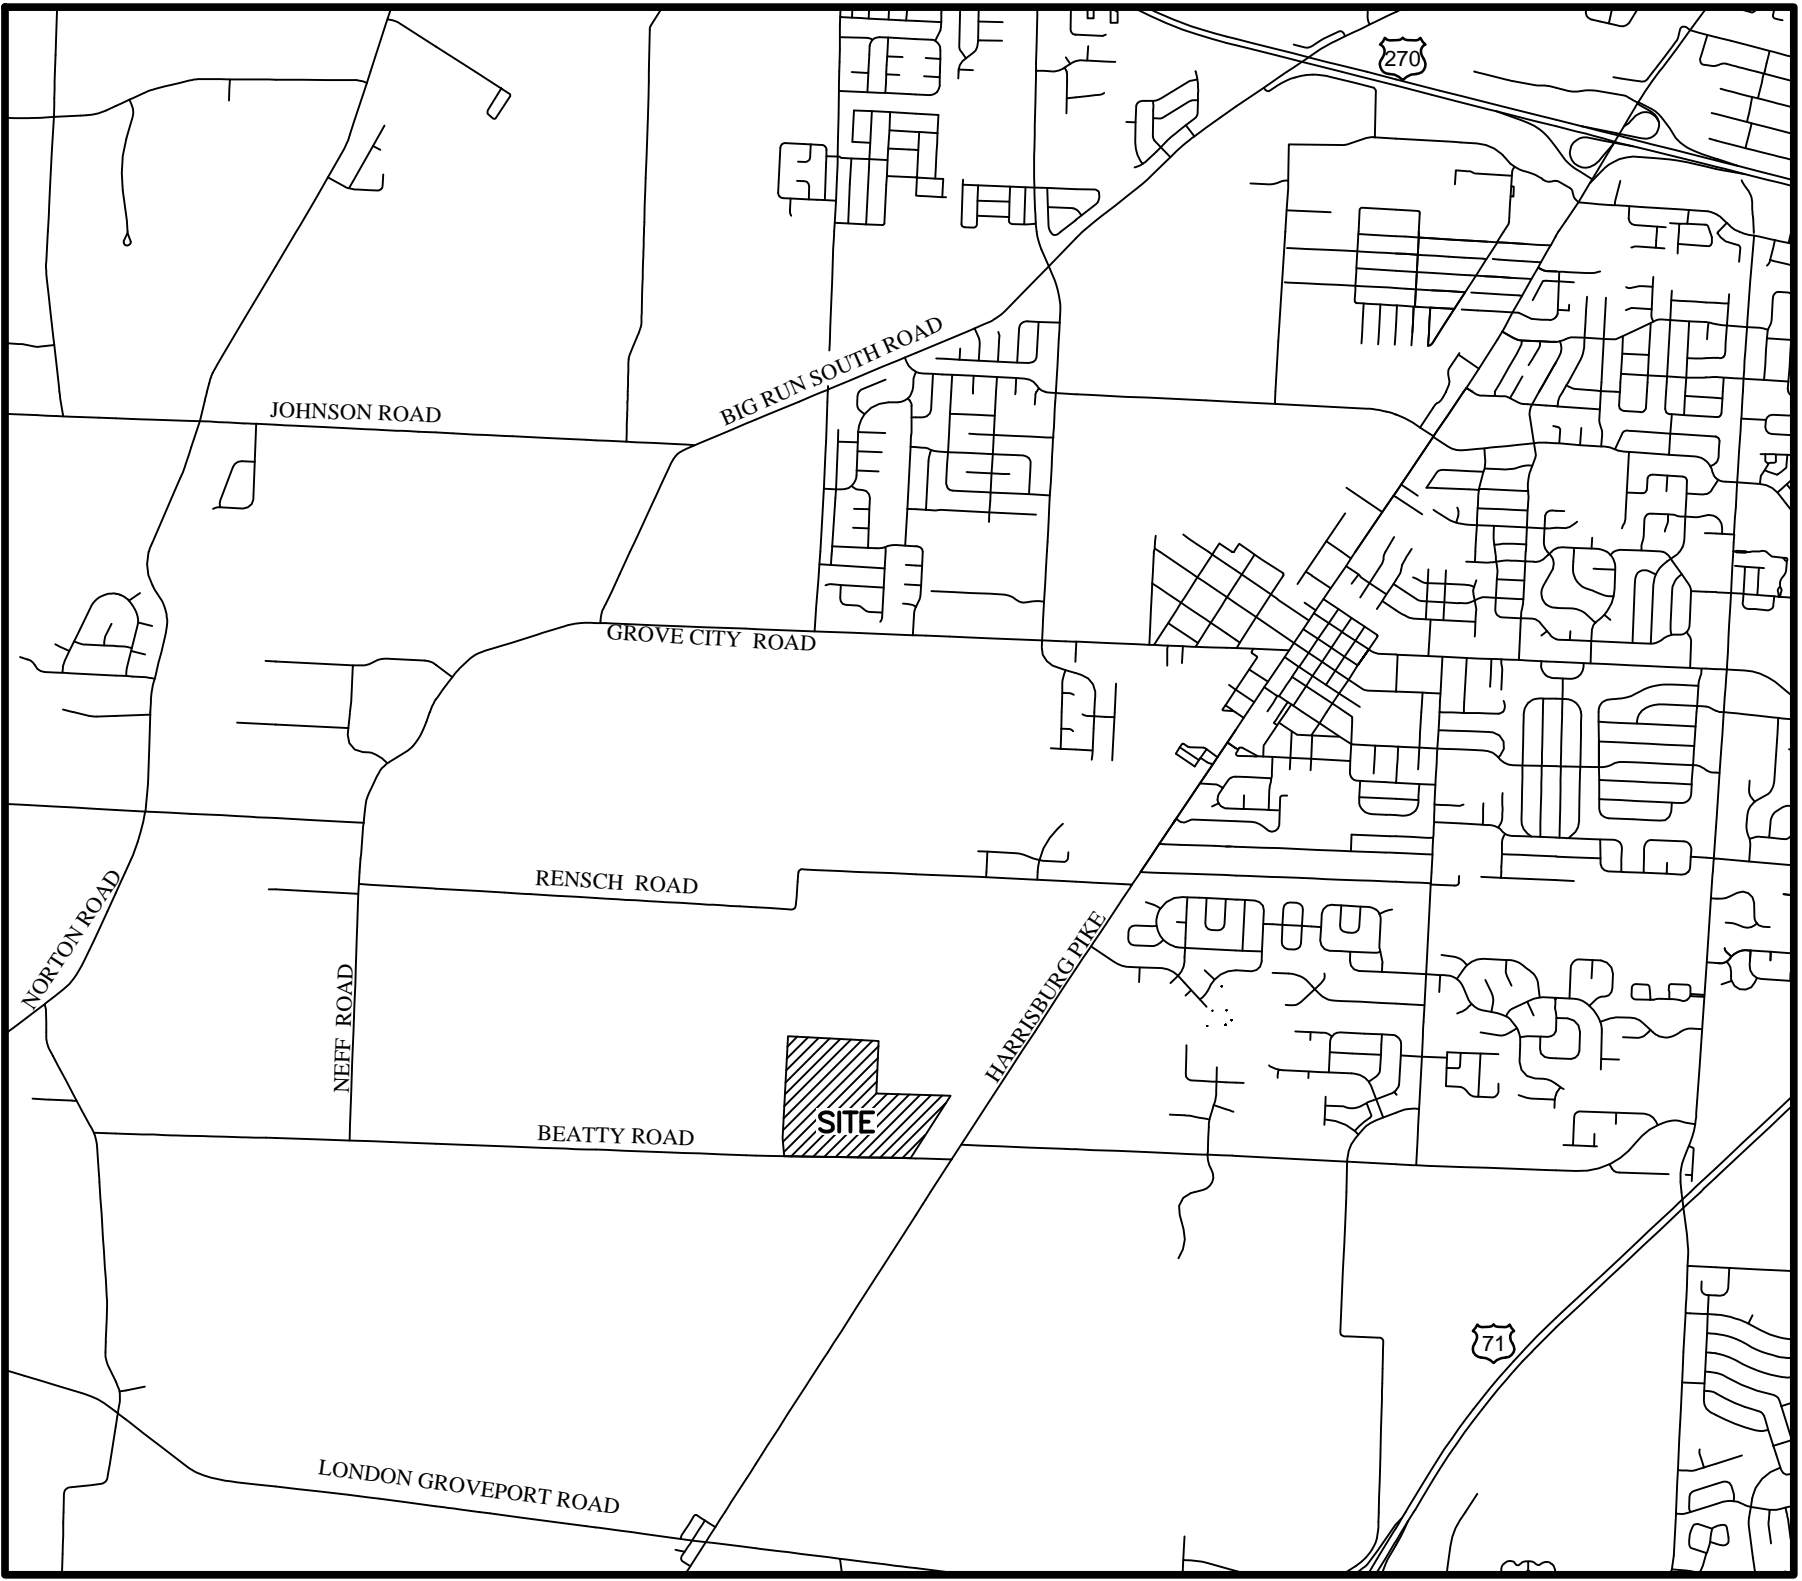 270
BIG RUN SOUTH ROAD
JOHNSON ROAD
GROVE CITY ROAD
RENSCH ROAD
NORTON ROAD
HARRISBURG PIKE
NEFF ROAD
SITE
BEATTY ROAD
71
LONDON GROVEPORT ROAD